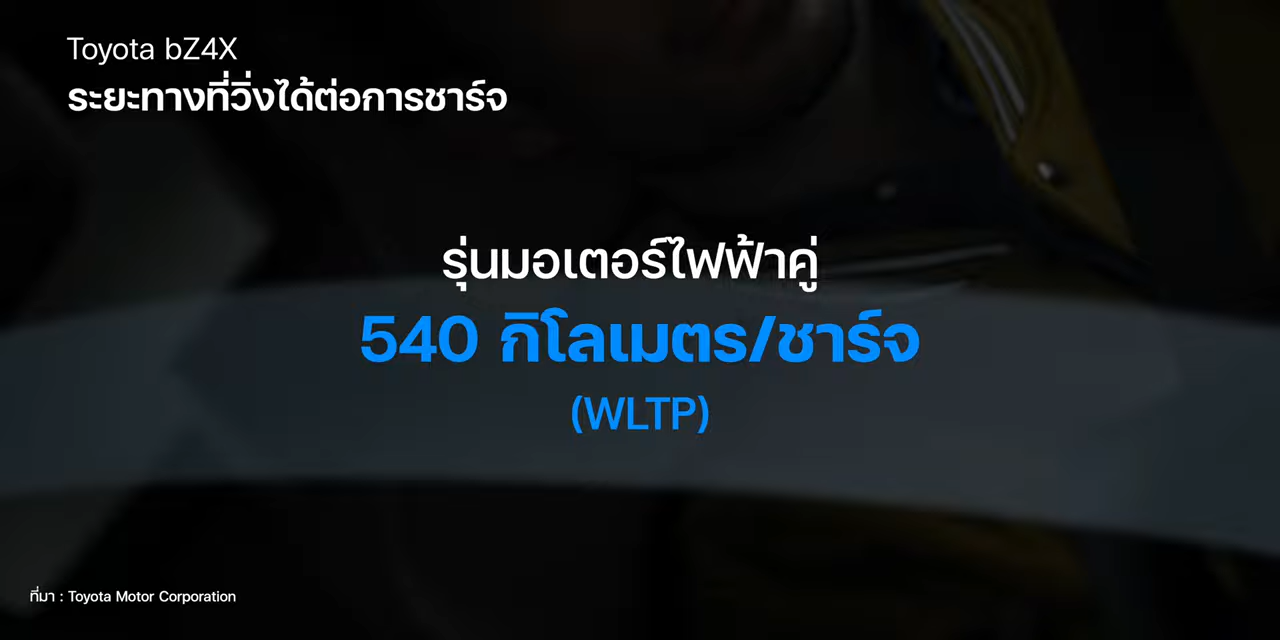 Toyota bZ4X
ระยะทางที่วิ่งได้ต่อการชาร์จ
รุ่นมอเตอร์ไฟฟ้าคู่
540 กิโลเมตร/ชาร์จ
(WLTP)
ที่มา : Toyota Motor Corporation